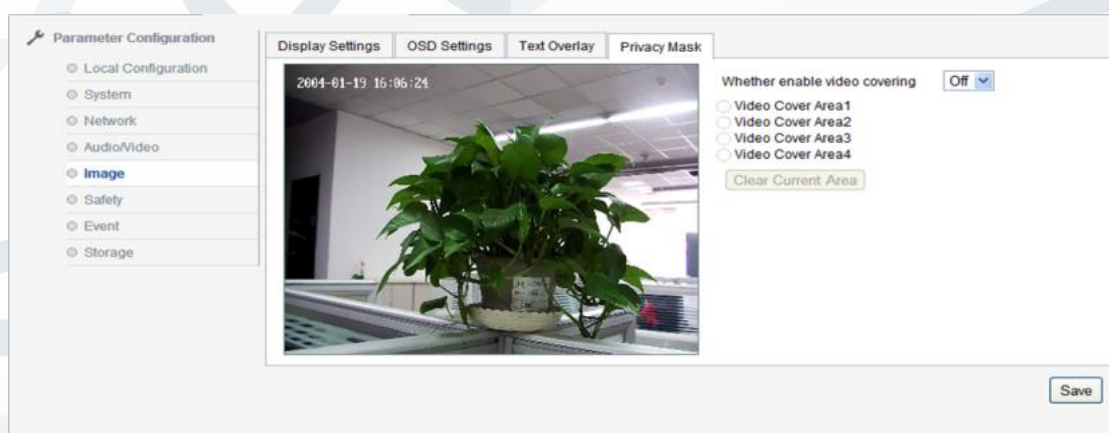 Parameter Configuration
Local Configuration
System
Network
Audio/Video
Image
Safety
Event
Storage
Display Settings
OSD Settings
Text Overlay
Privacy Mask
2004-01-19 16:06:24
Whether enable video covering
Off
Video Cover Area1
Video Cover Area2
Video Cover Area3
Video Cover Area4
Clear Current Area
Save